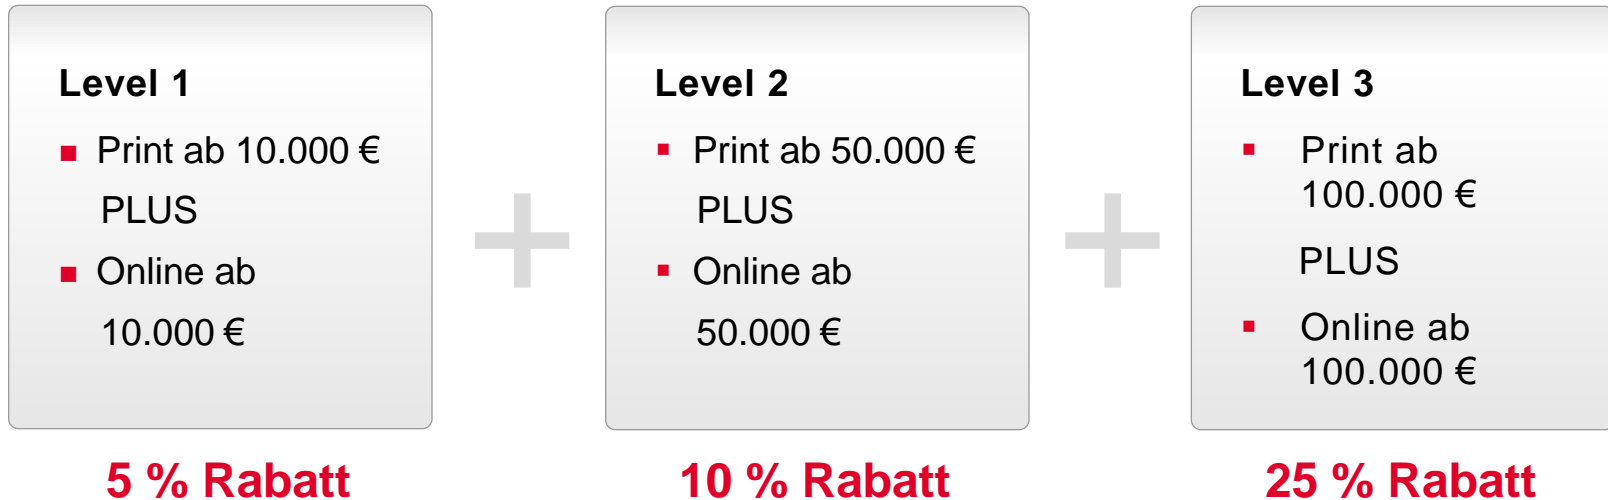 Level 1
▪ Print ab 10.000 €
PLUS
▪ Online ab
10.000 €
5 % Rabatt
Level 2
▪ Print ab 50.000 €
PLUS
▪ Online ab
50.000 €
10 % Rabatt
Level 3
▪ Print ab
100.000 €
PLUS
▪ Online ab
100.000 €
25 % Rabatt